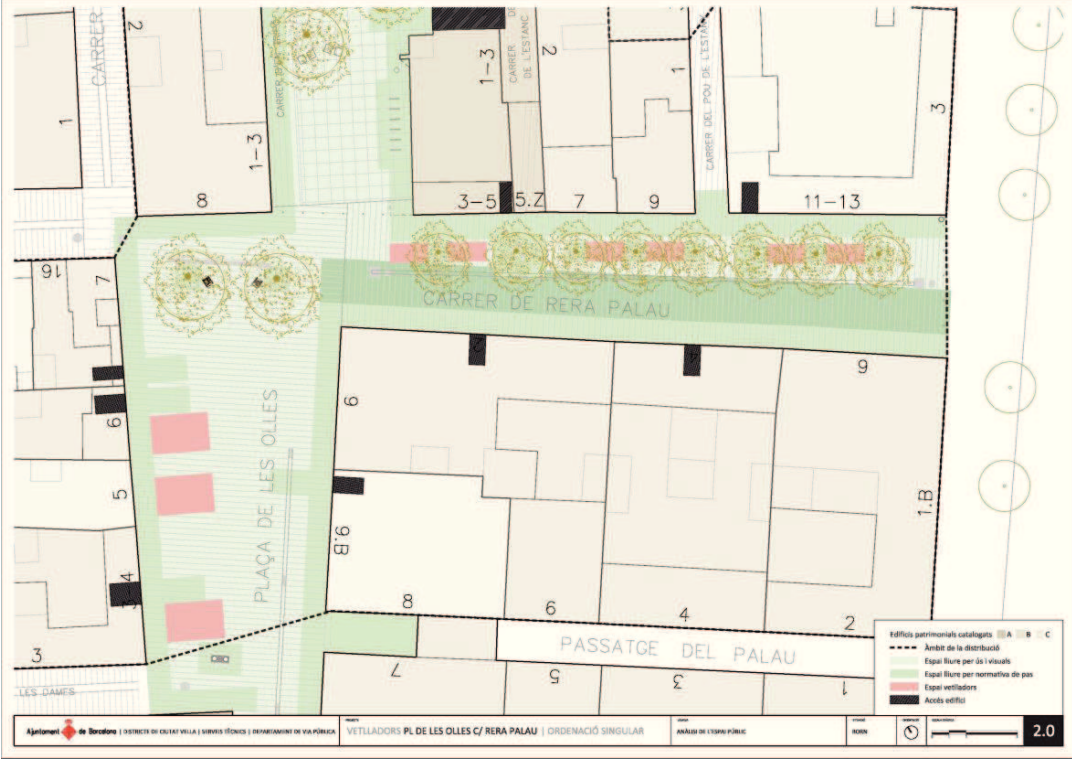 CARRER
2
1
1-3
8
CARRER
1-3
CARRER DE L'ESTANC
2
1
CARRER DEL POU DE L'ESTANC
3
3-5
5.Z
7
9
11-13
16
7
CARRER DE RERA PALAU
2
4
6
9
6
5
PLAÇA DE LES OLLES
9.B
1.B
3-4
8
6
4
2
3
PASSATGE DEL PALAU
7
5
3
1
LES DAMES
Edificis patrimonials catalogats A B C
Àmbit de la distribució
Espai lliure per ús i visuals
Espai lliure per normativa de pas
Espai vetlladors
Accés edifici
Ajuntament de Barcelona | DISTRICTE DE CIUTAT VELLA | SERVEIS TÈCNICS | DEPARTAMENT DE VIA PÚBLICA
VETLLADORS PL DE LES OLLES C/ RERA PALAU | ORDENACIÓ SINGULAR
ANÀLISI DE L'ESPAI PÚBLIC
BORN
2.0